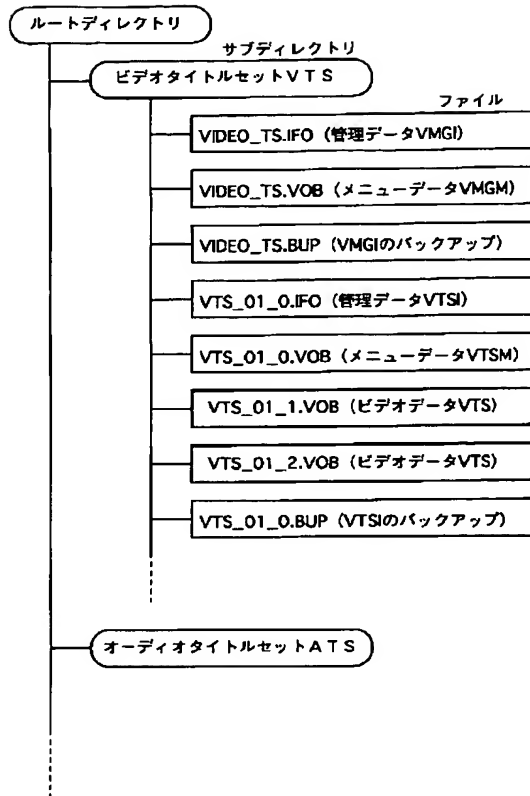 ルートディレクトリ
サブディレクトリ
ビデオタイトルセットVTS
ファイル
VIDEO_TS.IFO (管理データVMGI)
VIDEO_TS.VOB (メニューデータVMGM)
VIDEO_TS.BUP (VMGIのバックアップ)
VTS_01_0.IFO (管理データVTSI)
VTS_01_0.VOB (メニューデータVTSM)
VTS_01_1.VOB (ビデオデータVTS)
VTS_01_2.VOB (ビデオデータVTS)
VTS_01_0.BUP (VTSIのバックアップ)
オーディオタイトルセットATS